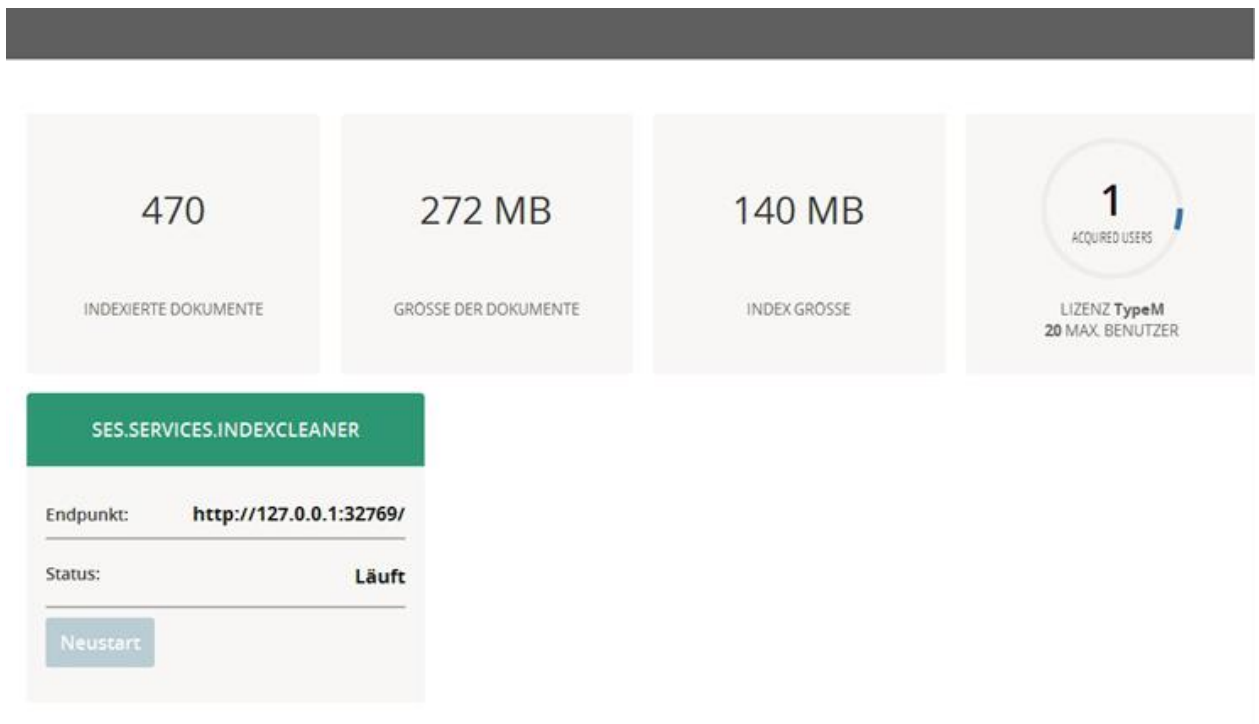 470
INDEXIERTE DOKUMENTE
272 MB
GRÖSSE DER DOKUMENTE
140 MB
INDEX GRÖSSE
1
ACQUIRED USERS
LIZENZ TypeM
20 MAX. BENUTZER
SES.SERVICES.INDEXCLEANER
Endpunkt: http://127.0.0.1:32769/
Status: Läuft
Neustart